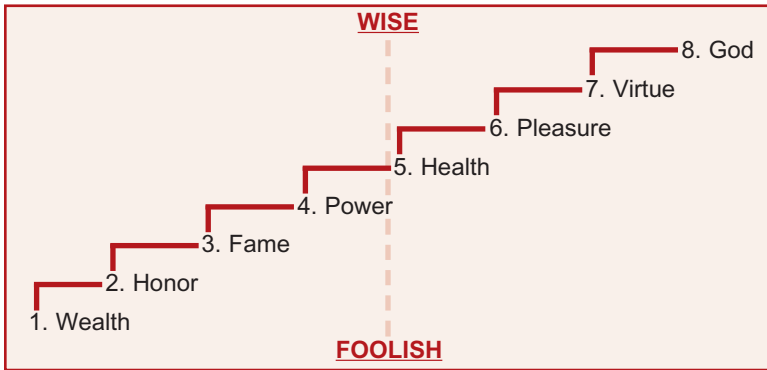 WISE
8. God
7. Virtue
6. Pleasure
5. Health
4. Power
3. Fame
2. Honor
1. Wealth
FOOLISH